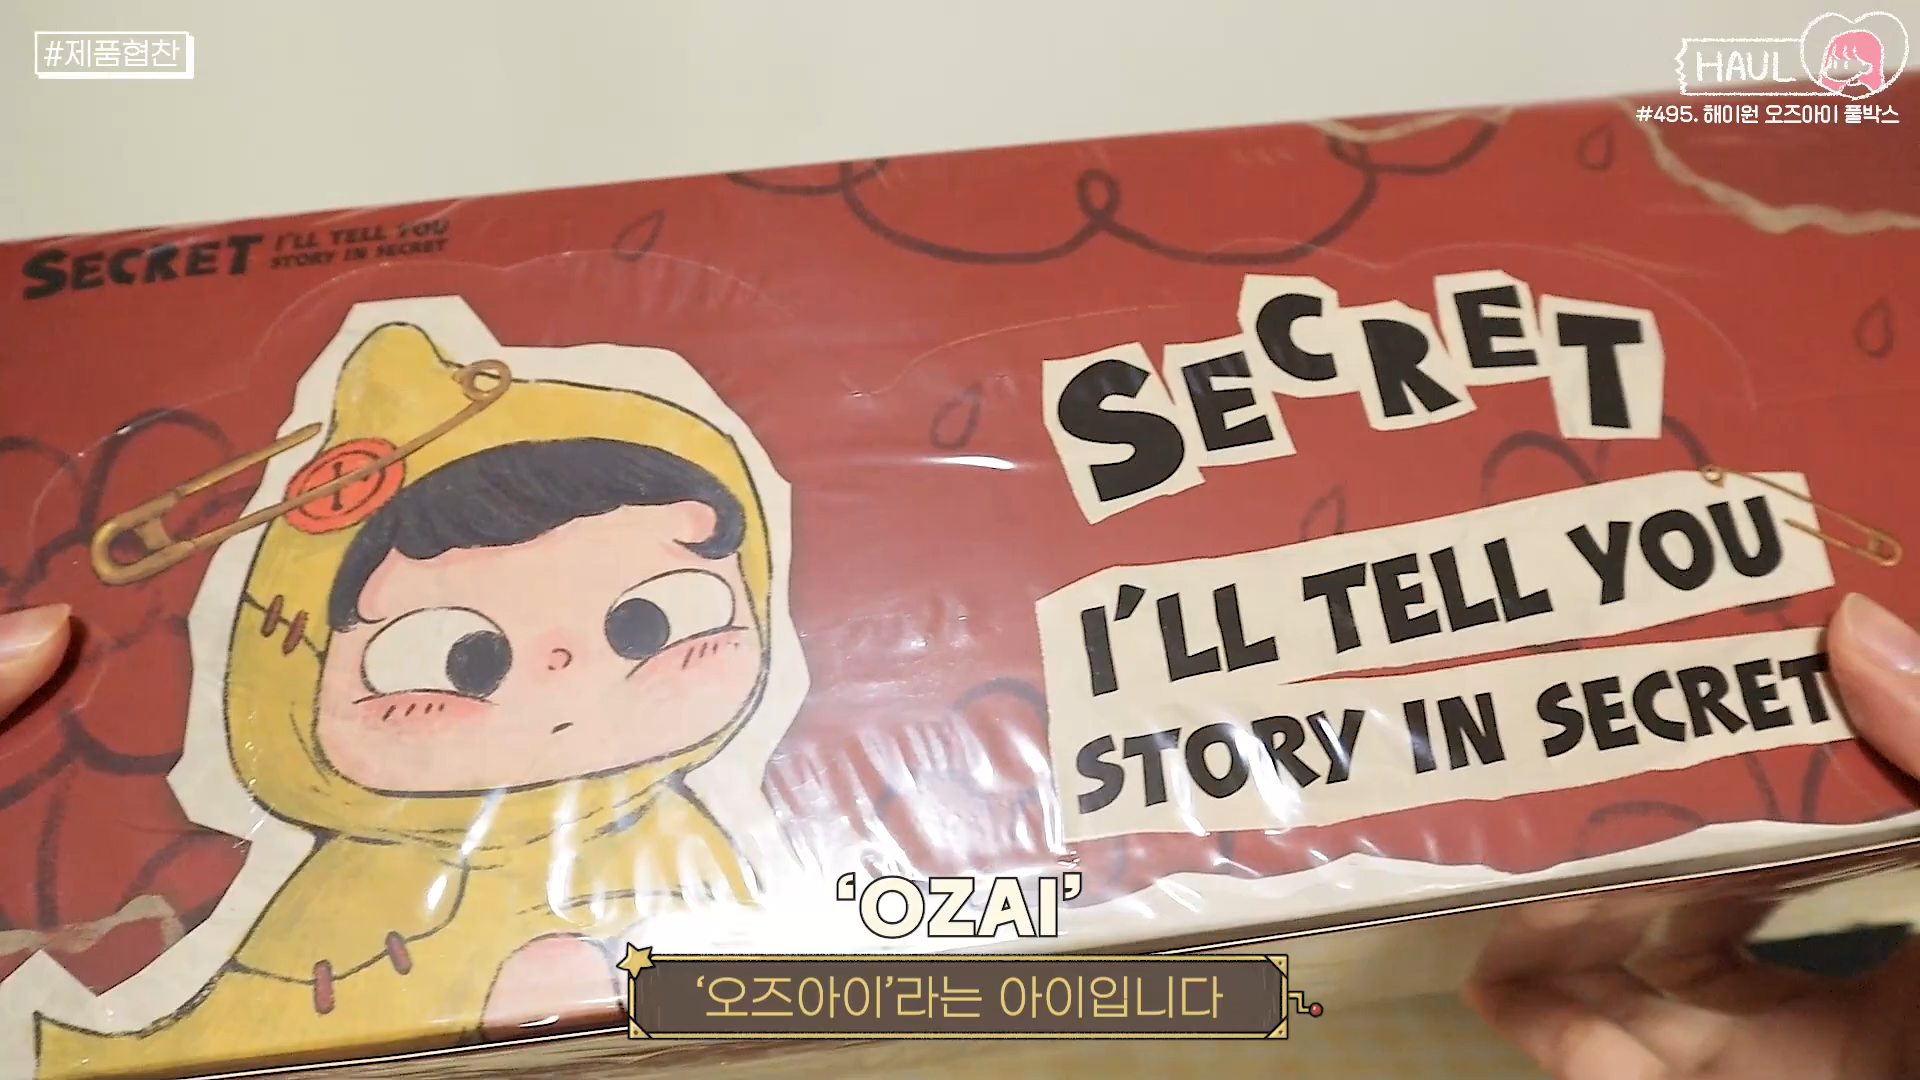 #제품협찬
HAUL
#495. 해이원 오즈아이 풀박스
SECRET
I'LL TELL YOU
STORY IN SECRET
SECRET
I'LL TELL YOU
STORY IN SECRET
‘OZAI’
‘오즈아이’라는 아이입니다